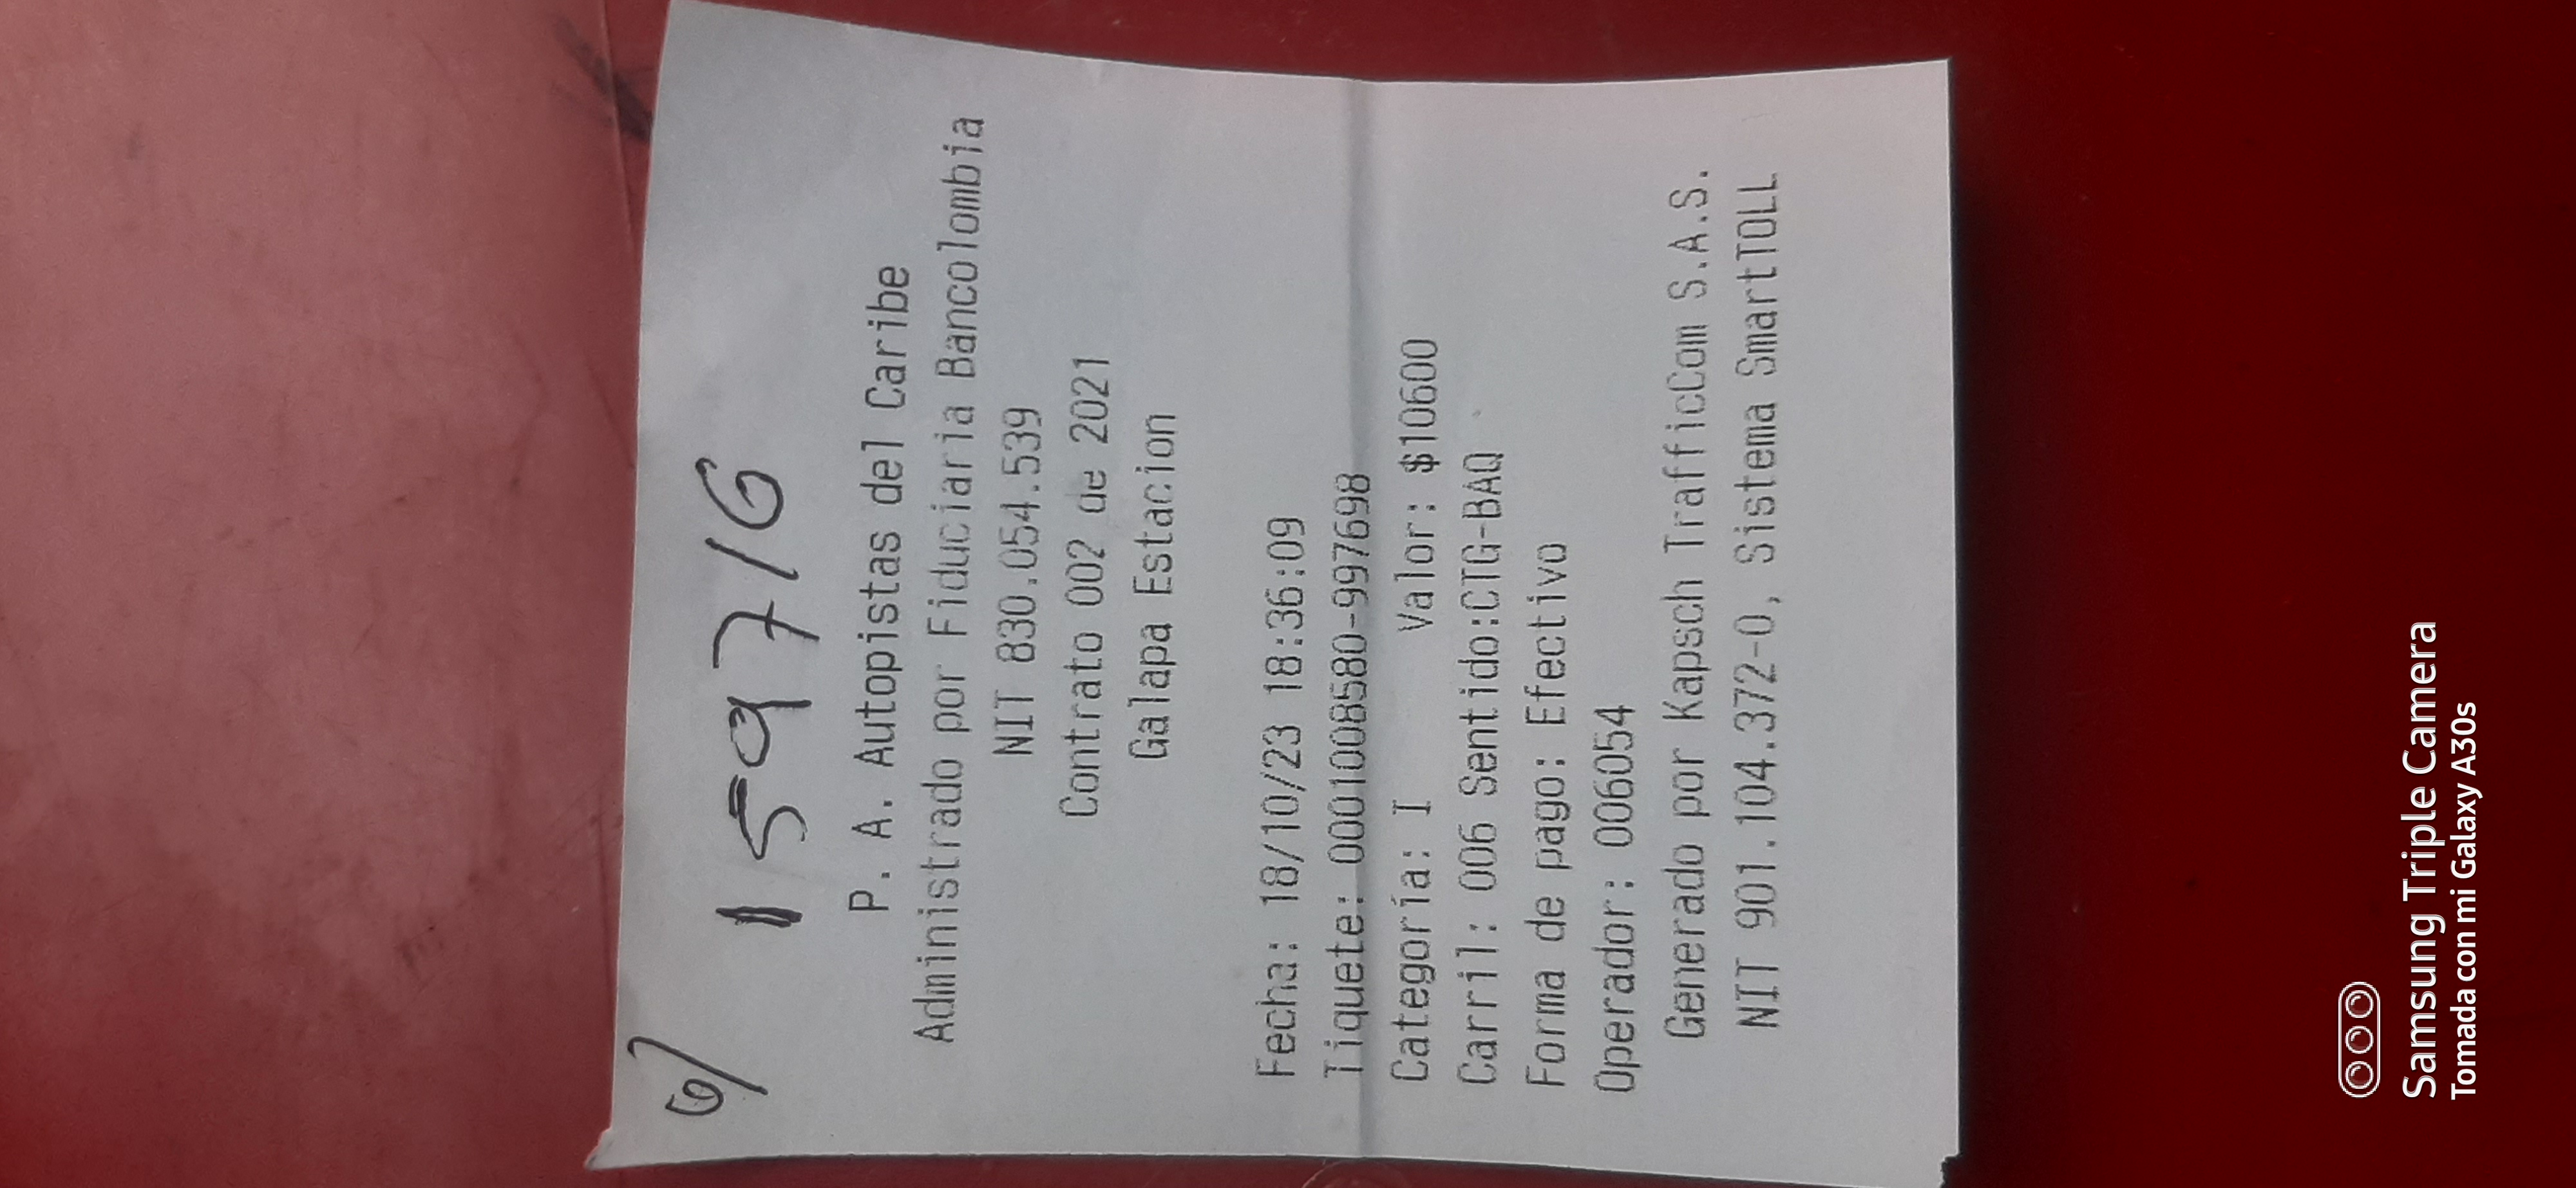 6/
159716
P. A. Autopistas del Caribe
Administrado por Fiduciaria Bancolombia
NIT 830.054.539
Contrato 002 de 2021
Galapa Estacion
Fecha: 18/10/23 18:36:09
Tiquete: 00010008580-997698
Categoría: I Valor: $10600
Carril: 006 Sentido:CTG-BAQ
Forma de pago: Efectivo
Operador: 006054
Generado por Kapsch TrafficCom S.A.S.
NIT 901.104.372-0, Sistema SmartTOLL
Samsung Triple Camera
Tomada con mi Galaxy A30s